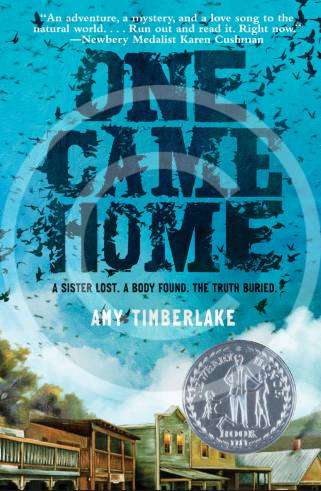 “An adventure, a mystery, and a love song to the
natural world. . . . Run out and read it. Right now.”
—Newbery Medalist Karen Cushman
ONE
CAME
HOME
A SISTER LOST. A BODY FOUND. THE TRUTH BURIED.
AMY TIMBERLAKE